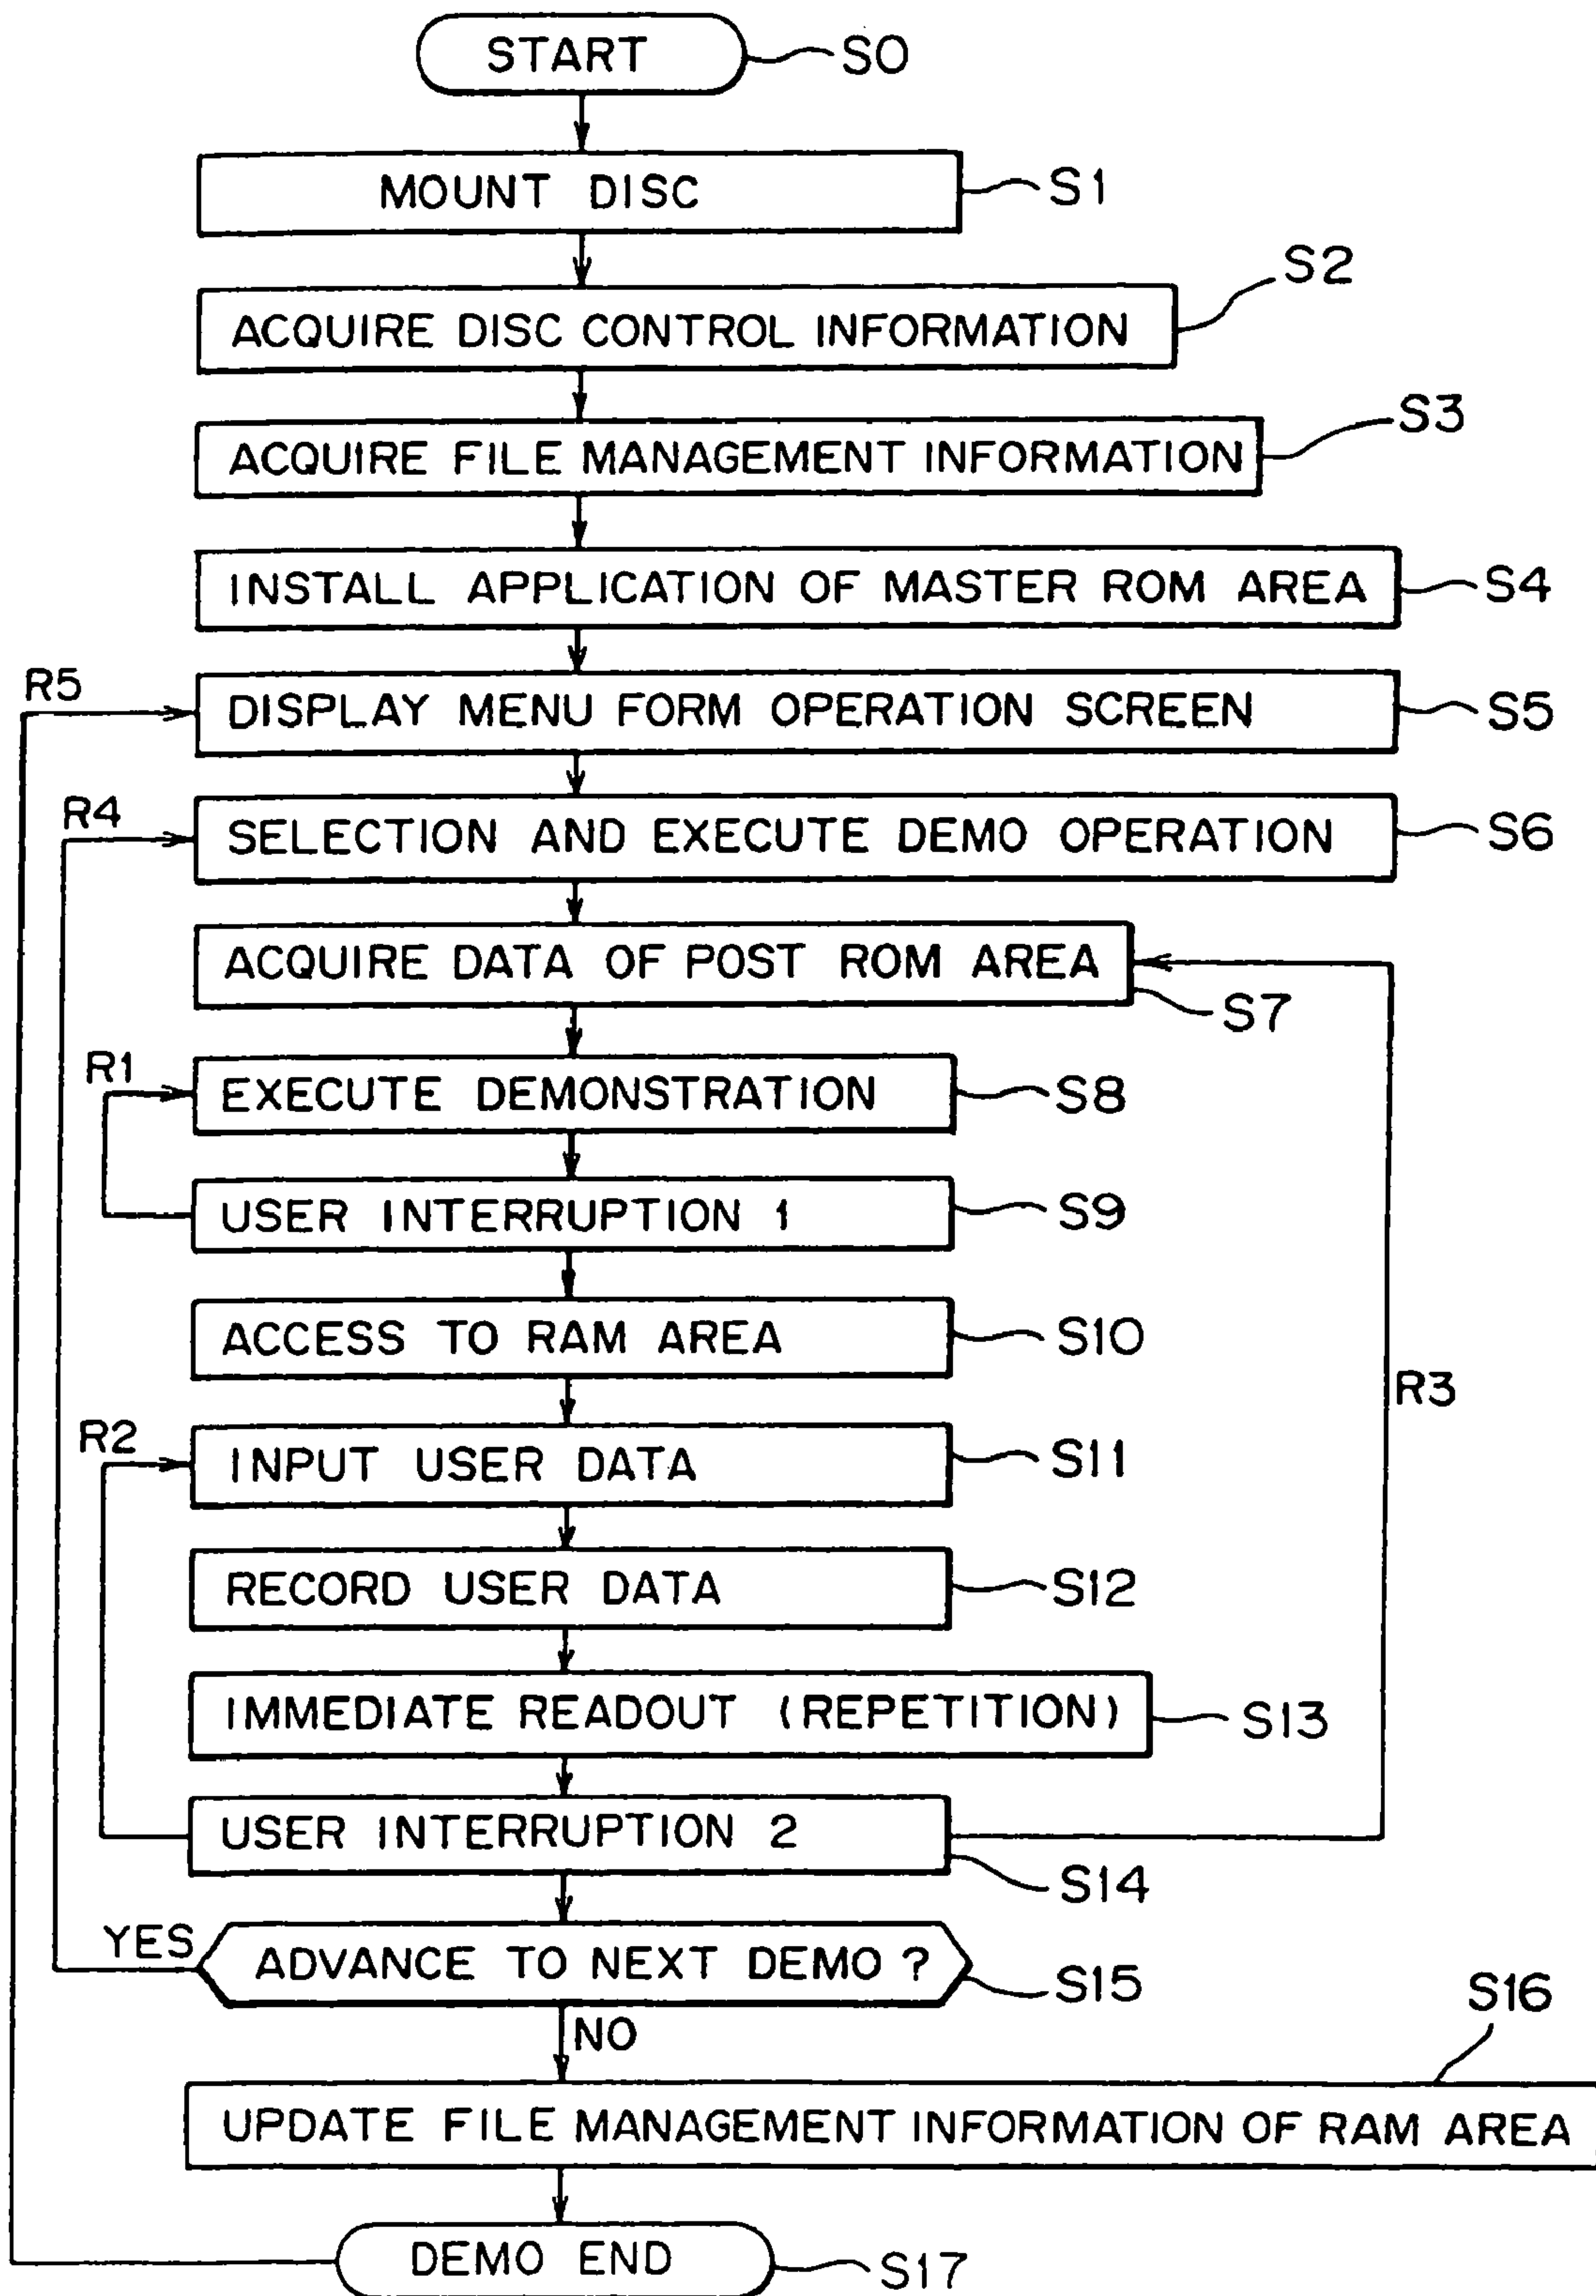 START S0
MOUNT DISC S1
S2
ACQUIRE DISC CONTROL INFORMATION
S3
ACQUIRE FILE MANAGEMENT INFORMATION
INSTALL APPLICATION OF MASTER ROM AREA S4
R5
DISPLAY MENU FORM OPERATION SCREEN S5
R4
SELECTION AND EXECUTE DEMO OPERATION S6
ACQUIRE DATA OF POST ROM AREA
S7
R1
EXECUTE DEMONSTRATION S8
USER INTERRUPTION 1 S9
ACCESS TO RAM AREA S10
R3
R2
INPUT USER DATA S11
RECORD USER DATA S12
IMMEDIATE READOUT (REPETITION) S13
USER INTERRUPTION 2
S14
YES
ADVANCE TO NEXT DEMO ? S15
S16
NO
UPDATE FILE MANAGEMENT INFORMATION OF RAM AREA
DEMO END S17